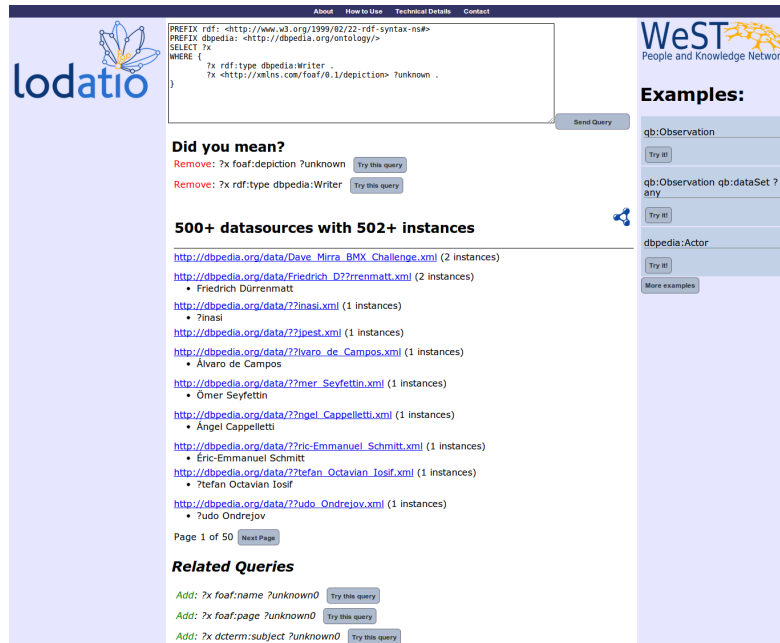 About How to Use Technical Details Contact
lodatio
PREFIX rdf: <http://www.w3.org/1999/02/22-rdf-syntax-ns#>
PREFIX dbpedia: <http://dbpedia.org/ontology/>
SELECT ?x
WHERE {
?x rdf:type dbpedia:Writer .
?x <http://xmlns.com/foaf/0.1/depiction> ?unknown .
}
Send Query
Did you mean?
Remove: ?x foaf:depiction ?unknown Try this query
Remove: ?x rdf:type dbpedia:Writer Try this query
500+ datasources with 502+ instances
http://dbpedia.org/data/Dave_Mirra_BMX_Challenge.xml (2 instances)
http://dbpedia.org/data/Friedrich_D??rrenmatt.xml (2 instances)
• Friedrich Dürrenmatt
http://dbpedia.org/data/??inasi.xml (1 instances)
• ?inasi
http://dbpedia.org/data/??jpest.xml (1 instances)
http://dbpedia.org/data/??lvaro_de_Campos.xml (1 instances)
• Álvaro de Campos
http://dbpedia.org/data/??mer_Seyfettin.xml (1 instances)
• Ömer Seyfettin
http://dbpedia.org/data/??ngel_Cappelletti.xml (1 instances)
• Ángel Cappelletti
http://dbpedia.org/data/??ric-Emmanuel_Schmitt.xml (1 instances)
• Éric-Emmanuel Schmitt
http://dbpedia.org/data/??tefan_Octavian_Iosif.xml (1 instances)
• ?tefan Octavian Iosif
http://dbpedia.org/data/??udo_Ondrejov.xml (1 instances)
• ?udo Ondrejov
Page 1 of 50 Next Page
Related Queries
Add: ?x foaf:name ?unknown0 Try this query
Add: ?x foaf:page ?unknown0 Try this query
Add: ?x dcterm:subject ?unknown0 Try this query
WeST
People and Knowledge Networ
Examples:
qb:Observation
Try it!
qb:Observation qb:dataSet ?
any
Try it!
dbpedia:Actor
Try it!
More examples